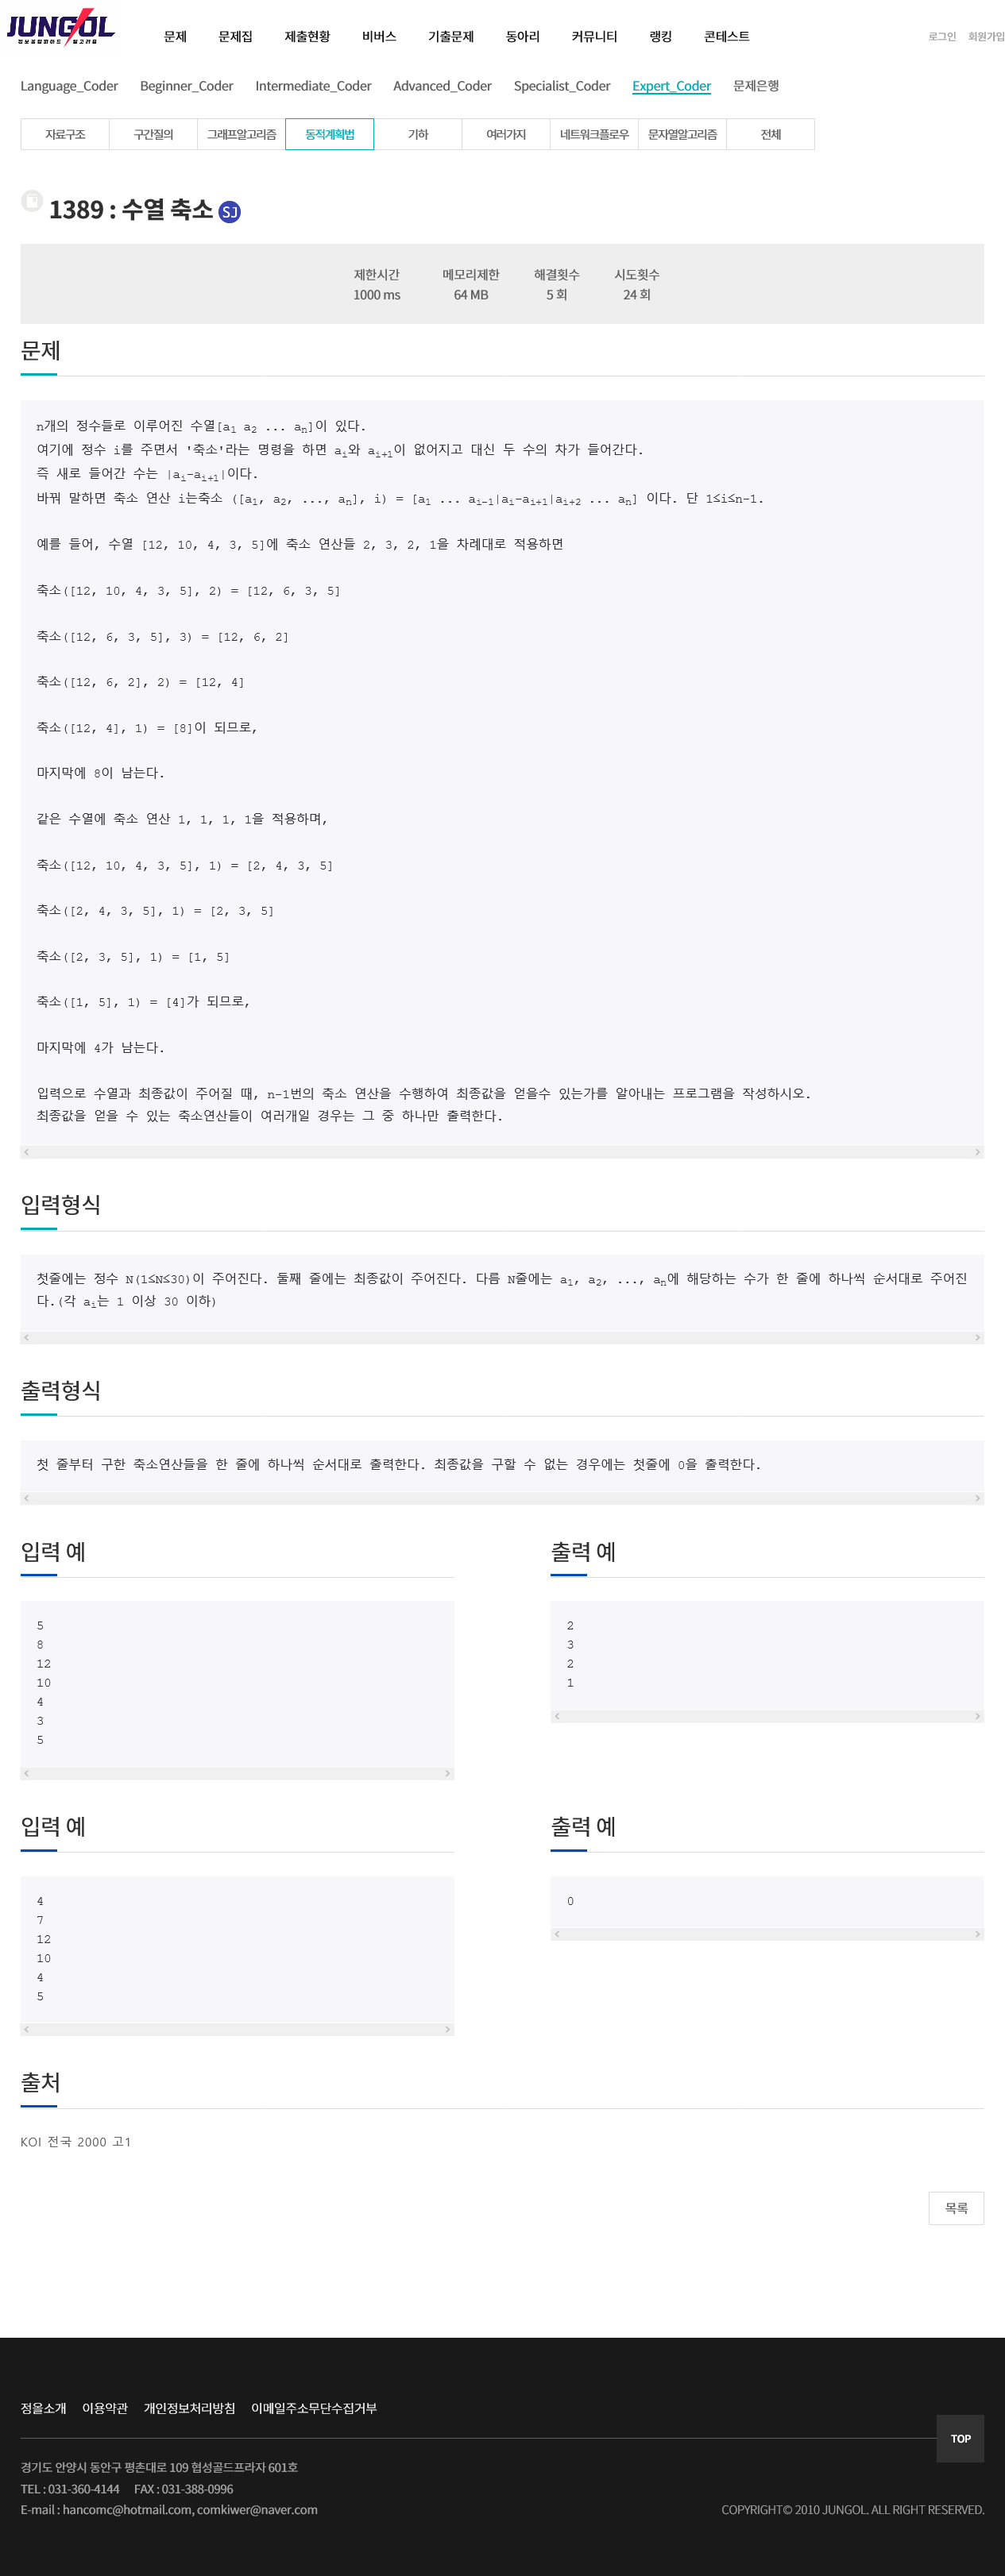 JUNGOL
정보올림피아드 알고리즘
문제 문제집 제출현황 비버스 기출문제 동아리 커뮤니티 랭킹 콘테스트 로그인 회원가입
Language_Coder Beginner_Coder Intermediate_Coder Advanced_Coder Specialist_Coder Expert_Coder 문제은행
자료구조 구간질의 그래프알고리즘 동적계획법 기하 여러가지 네트워크플로우 문자열알고리즘 전체
1389 : 수열 축소 SJ
제한시간 메모리제한 해결횟수 시도횟수
1000 ms 64 MB 5 회 24 회
문제
n개의 정수들로 이루어진 수열[a1 a2 ... an]이 있다.
여기에 정수 i를 주면서 '축소'라는 명령을 하면 ai와 ai+1이 없어지고 대신 두 수의 차가 들어간다.
즉 새로 들어간 수는 |ai-ai+1|이다.
바꿔 말하면 축소 연산 i는축소 ([a1, a2, ..., an], i) = [a1 ... ai-1|ai-ai+1|ai+2 ... an] 이다. 단 1≤i≤n-1.
예를 들어, 수열 [12, 10, 4, 3, 5]에 축소 연산들 2, 3, 2, 1을 차례대로 적용하면
축소([12, 10, 4, 3, 5], 2) = [12, 6, 3, 5]
축소([12, 6, 3, 5], 3) = [12, 6, 2]
축소([12, 6, 2], 2) = [12, 4]
축소([12, 4], 1) = [8]이 되므로,
마지막에 8이 남는다.
같은 수열에 축소 연산 1, 1, 1, 1을 적용하며,
축소([12, 10, 4, 3, 5], 1) = [2, 4, 3, 5]
축소([2, 4, 3, 5], 1) = [2, 3, 5]
축소([2, 3, 5], 1) = [1, 5]
축소([1, 5], 1) = [4]가 되므로,
마지막에 4가 남는다.
입력으로 수열과 최종값이 주어질 때, n-1번의 축소 연산을 수행하여 최종값을 얻을수 있는가를 알아내는 프로그램을 작성하시오.
최종값을 얻을 수 있는 축소연산들이 여러개일 경우는 그 중 하나만 출력한다.
입력형식
첫줄에는 정수 N(1≤N≤30)이 주어진다. 둘째 줄에는 최종값이 주어진다. 다름 N줄에는 a1, a2, ..., an에 해당하는 수가 한 줄에 하나씩 순서대로 주어진
다.(각 ai는 1 이상 30 이하)
출력형식
첫 줄부터 구한 축소연산들을 한 줄에 하나씩 순서대로 출력한다. 최종값을 구할 수 없는 경우에는 첫줄에 0을 출력한다.
입력 예
5
8
12
10
4
3
5
출력 예
2
3
2
1
입력 예
4
7
12
10
4
5
출력 예
0
출처
KOI 전국 2000 고1
목록
정올소개 이용약관 개인정보처리방침 이메일주소무단수집거부
TOP
경기도 안양시 동안구 평촌대로 109 협성골드프라자 601호
TEL : 031-360-4144 FAX : 031-388-0996
E-mail : hancomc@hotmail.com, comkiwer@naver.com
COPYRIGHT© 2010 JUNGOL. ALL RIGHT RESERVED.